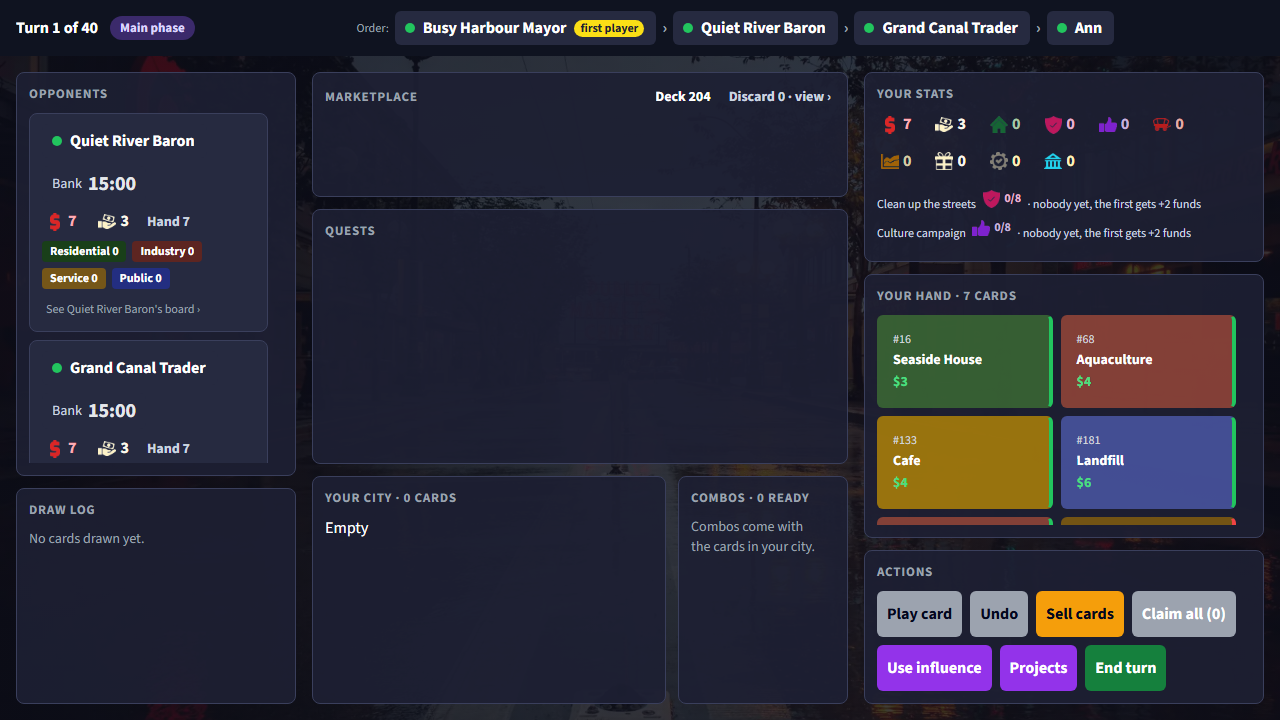 Turn 1 of 40
Main phase
Order:
Busy Harbour Mayor first player › Quiet River Baron › Grand Canal Trader › Ann
OPPONENTS
Quiet River Baron
Bank 15:00
7 3 Hand 7
Residential 0 Industry 0
Service 0 Public 0
See Quiet River Baron's board ›
Grand Canal Trader
Bank 15:00
7 3 Hand 7
DRAW LOG
No cards drawn yet.
MARKETPLACE
Deck 204 Discard 0 · view ›
QUESTS
YOUR CITY · 0 CARDS
Empty
COMBOS · 0 READY
Combos come with
the cards in your city.
YOUR STATS
7 3 0 0 0 0
0 0 0 0
Clean up the streets 0/8 · nobody yet, the first gets +2 funds
Culture campaign 0/8 · nobody yet, the first gets +2 funds
YOUR HAND · 7 CARDS
#16
Seaside House
$3
#68
Aquaculture
$4
#133
Cafe
$4
#181
Landfill
$6
ACTIONS
Play card Undo Sell cards Claim all (0)
Use influence Projects End turn